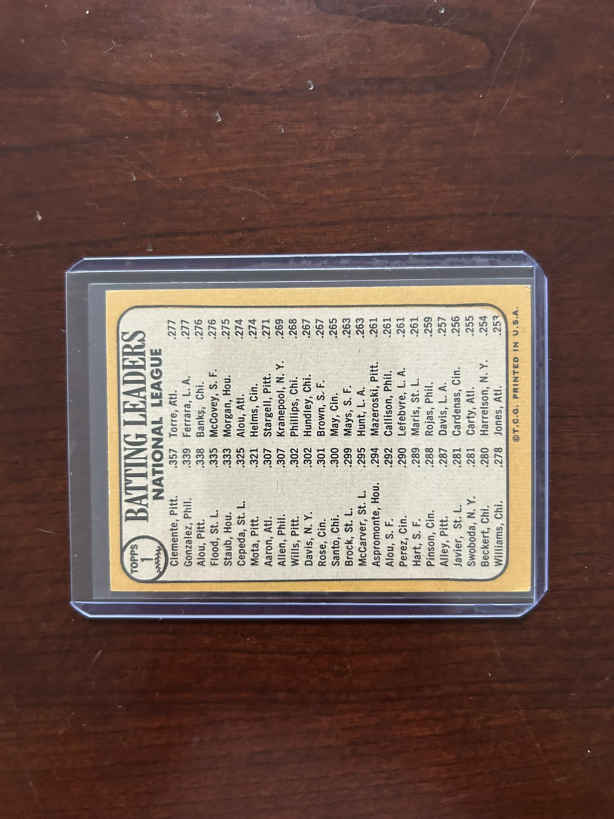 TOPPS
1
BATTING LEADERS
NATIONAL LEAGUE
Clemente, Pitt. .357 Torre, Atl. .277
Gonzalez, Phil. .339 Ferrara, L. A. .277
Alou, Pitt. .338 Banks, Chi. .276
Flood, St. L. .335 McCovey, S. F. .276
Staub, Hou. .333 Morgan, Hou. .275
Cepeda, St. L. .325 Alou, Atl. .274
Mota, Pitt. .321 Helms, Cin. .274
Aaron, Atl. .307 Stargell, Pitt. .271
Allen, Phil. .307 Kranepool, N. Y. .269
Wills, Pitt. .302 Phillips, Chi. .268
Davis, N. Y. .302 Hundley, Chi. .267
Rose, Cin. .301 Brown, S. F. .267
Santo, Chi. .300 May, Cin. .265
Brock, St. L. .299 Mays, S. F. .263
McCarver, St. L. .295 Hunt, L. A. .263
Aspromonte, Hou. .294 Mazeroski, Pitt. .261
Alou, S. F. .292 Callison, Phil. .261
Perez, Cin. .290 Lefebvre, L. A. .261
Hart, S. F. .289 Maris, St. L. .261
Pinson, Cin. .288 Rojas, Phil. .259
Alley, Pitt. .287 Davis, L. A. .257
Javier, St. L. .281 Cardenas, Cin. .256
Swoboda, N. Y. .281 Carty, Atl. .255
Beckert, Chi. .280 Harrelson, N. Y. .254
Williams, Chi. .278 Jones, Atl. .253
©T.C.G. PRINTED IN U.S.A.